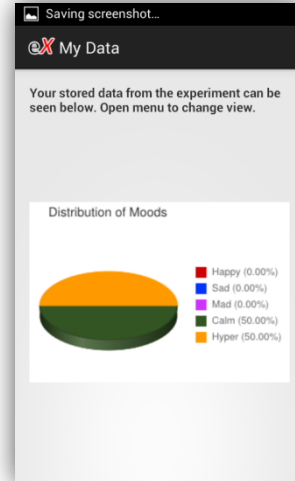 Saving screenshot...
eX My Data
Your stored data from the experiment can be
seen below. Open menu to change view.
Distribution of Moods
Happy (0.00%)
Sad (0.00%)
Mad (0.00%)
Calm (50.00%)
Hyper (50.00%)